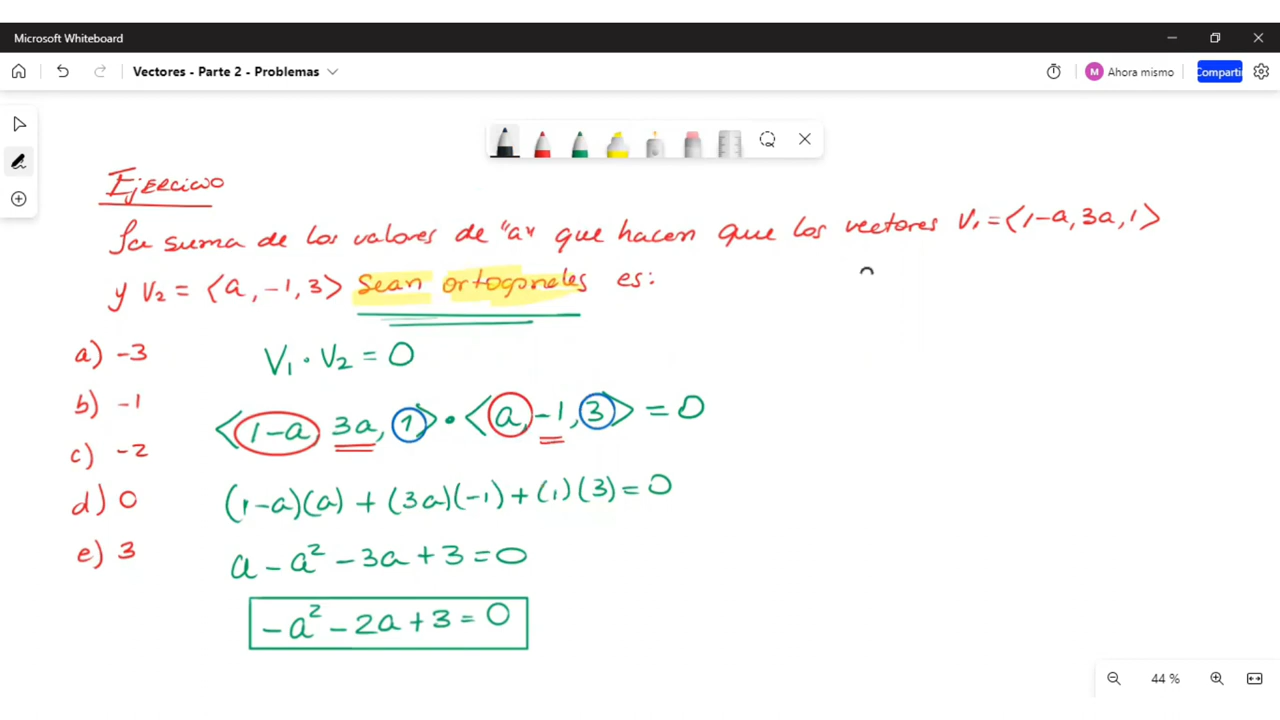 Microsoft Whiteboard
Vectores - Parte 2 - Problemas
M Ahora mismo
Comparti
Ejercicio
La suma de los valores de "a" que hacen que los vectores V₁ = ⟨1-a, 3a, 1⟩
y V₂ = ⟨a, -1, 3⟩ sean ortogonales es:
a) -3
V₁ · V₂ = 0
b) -1
⟨1-a, 3a, 1⟩ · ⟨a, -1, 3⟩ = 0
c) -2
d) 0
(1-a)(a) + (3a)(-1) + (1)(3) = 0
e) 3
a - a² - 3a + 3 = 0
-a² - 2a + 3 = 0
44 %